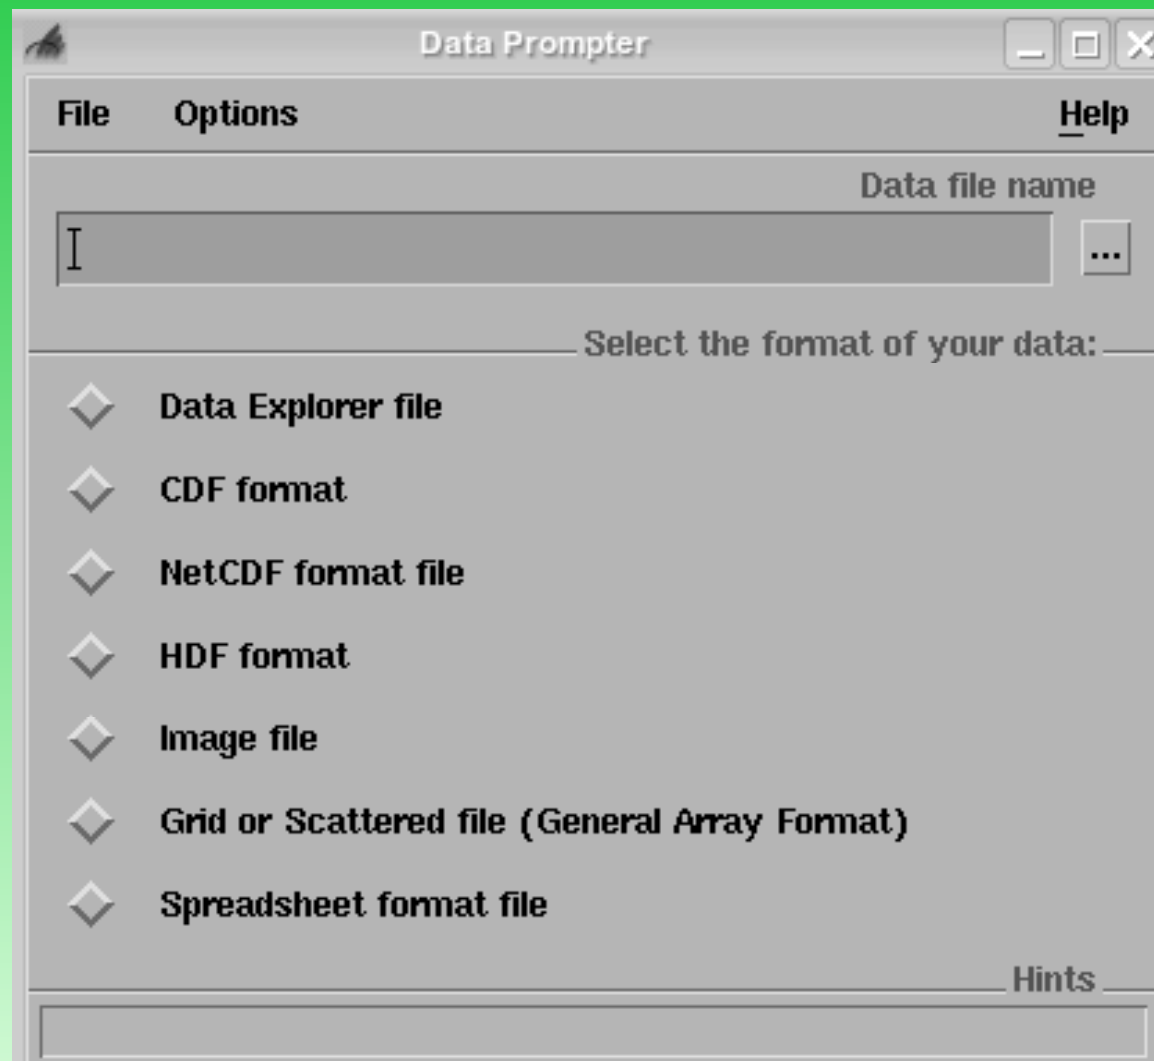 Data Prompter
File Options Help
Data file name
...
Select the format of your data:
Data Explorer file
CDF format
NetCDF format file
HDF format
Image file
Grid or Scattered file (General Array Format)
Spreadsheet format file
Hints